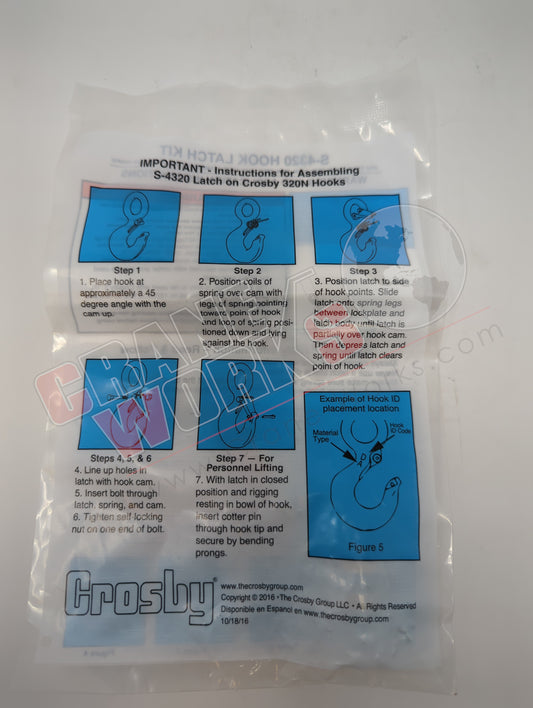 S-4320 HOOK LATCH KIT
IMPORTANT - Instructions for Assembling
S-4320 Latch on Crosby 320N Hooks
Step 1
1. Place hook at
approximately a 45
degree angle with the
cam up.
Step 2
2. Position coils of
spring over cam with
legs of spring pointing
toward point of hook
and loop of spring posi-
tioned down and lying
against the hook.
Step 3
3. Position latch to side
of hook points. Slide
latch onto spring legs
between lockplate and
latch body until latch is
partially over hook cam.
Then depress latch and
spring until latch clears
point of hook.
Steps 4, 5, & 6
4. Line up holes in
latch with hook cam.
5. Insert bolt through
latch, spring, and cam.
6. Tighten self locking
nut on one end of bolt.
Step 7 — For
Personnel Lifting
7. With latch in closed
position and rigging
resting in bowl of hook,
insert cotter pin
through hook tip and
secure by bending
prongs.
Example of Hook ID
placement location
Material
Type
Hook
ID Code
Figure 5
Crosby®
www.thecrosbygroup.com
Copyright © 2016 • The Crosby Group LLC • All Rights Reserved
Disponible en Espanol en www.thecrosbygroup.com
10/18/16
Figure 4
CRANK
WORKS